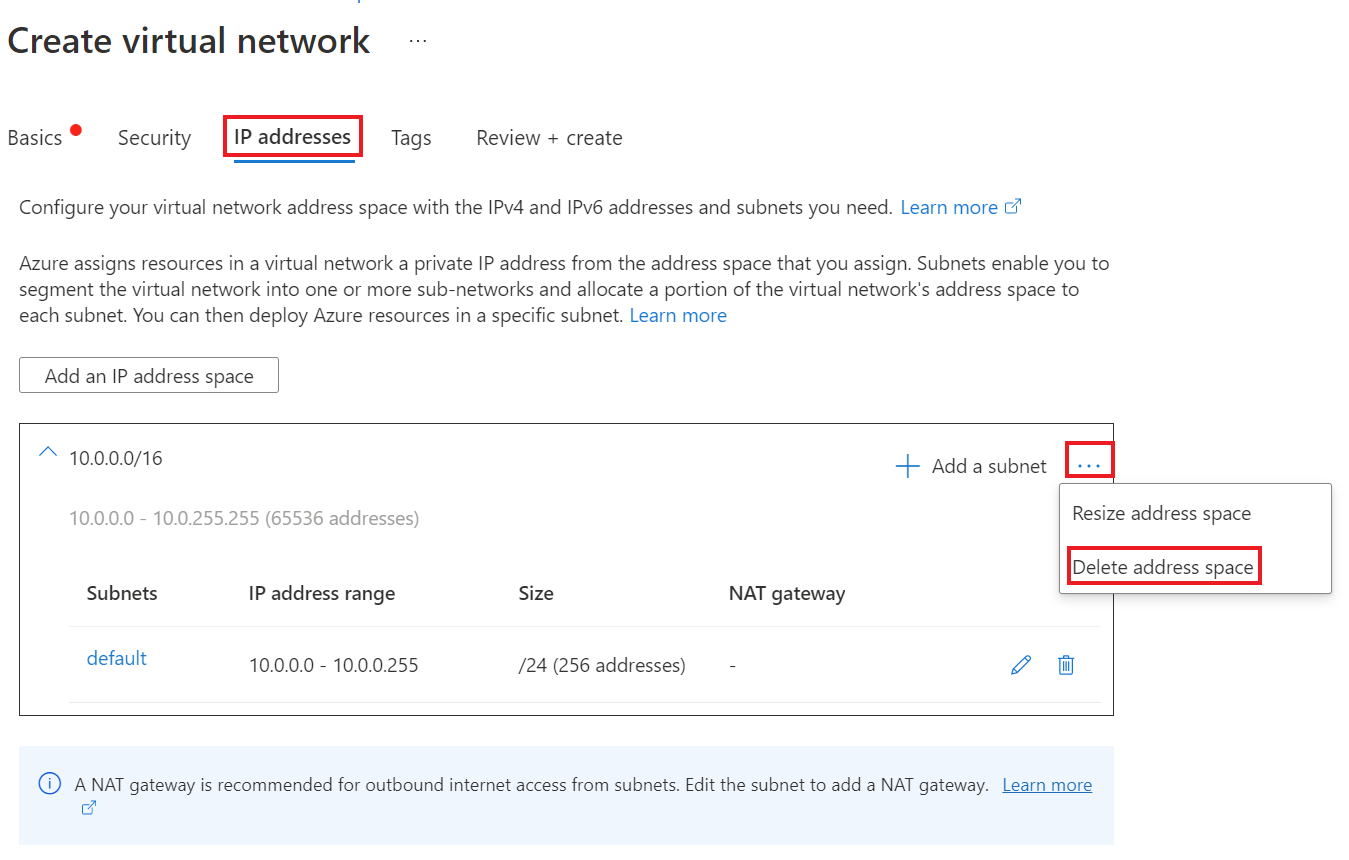 Create virtual network ...
Basics Security IP addresses Tags Review + create
Configure your virtual network address space with the IPv4 and IPv6 addresses and subnets you need. Learn more
Azure assigns resources in a virtual network a private IP address from the address space that you assign. Subnets enable you to
segment the virtual network into one or more sub-networks and allocate a portion of the virtual network's address space to
each subnet. You can then deploy Azure resources in a specific subnet. Learn more
Add an IP address space
10.0.0.0/16
Add a subnet ...
10.0.0.0 - 10.0.255.255 (65536 addresses)
Resize address space
Delete address space
Subnets IP address range Size NAT gateway
default 10.0.0.0 - 10.0.0.255 /24 (256 addresses) -
A NAT gateway is recommended for outbound internet access from subnets. Edit the subnet to add a NAT gateway. Learn more